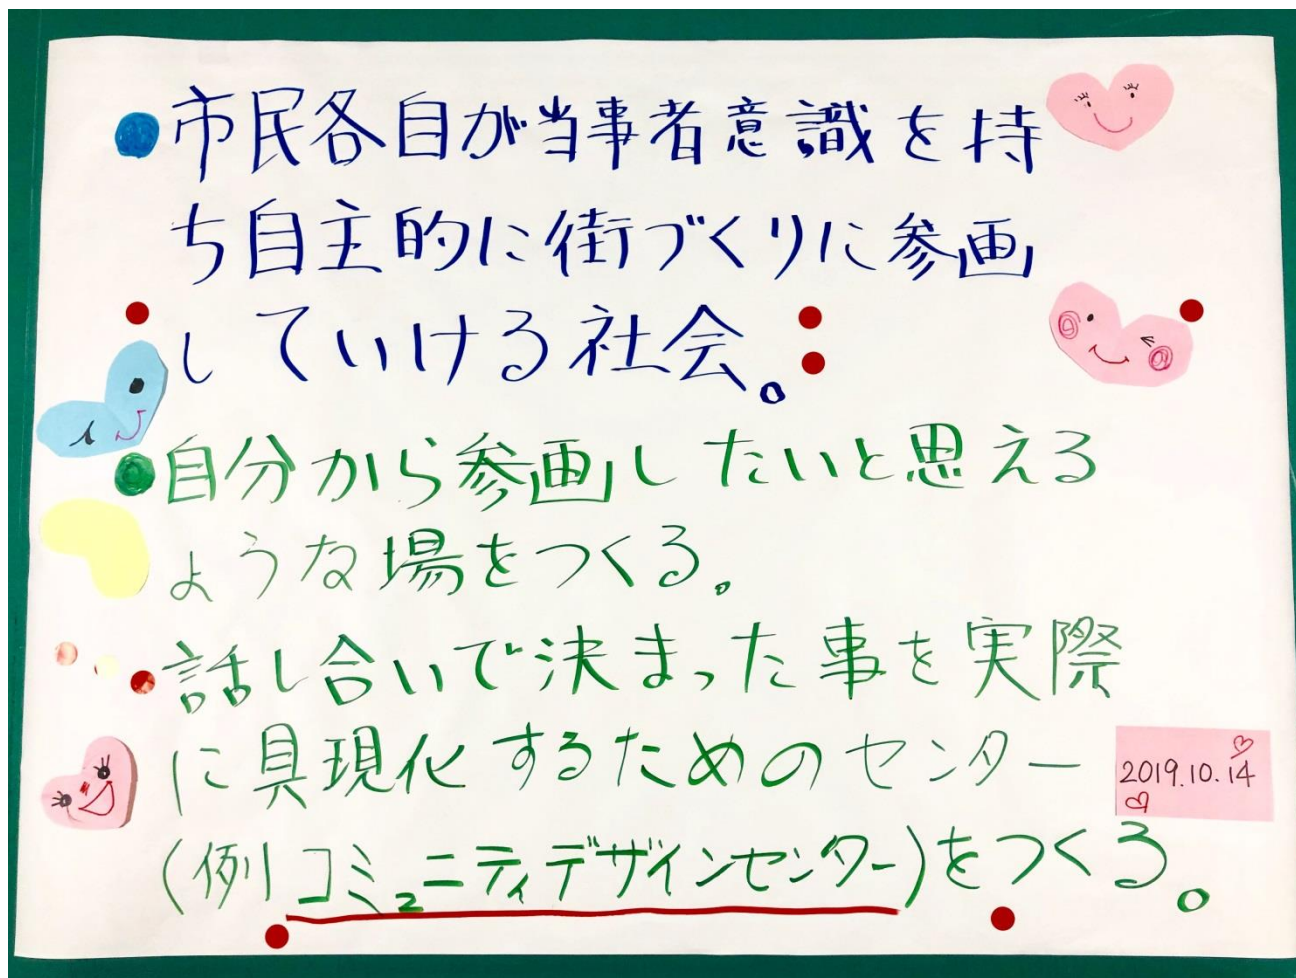 市民各自が当事者意識を持
ち自主的に街づくりに参画
していける社会。
自分から参画したいと思える
ような場をつくる。
話し合いで決まった事を実際
に具現化するためのセンター
2019.10.14
(例 コミュニティデザインセンター)をつくる。